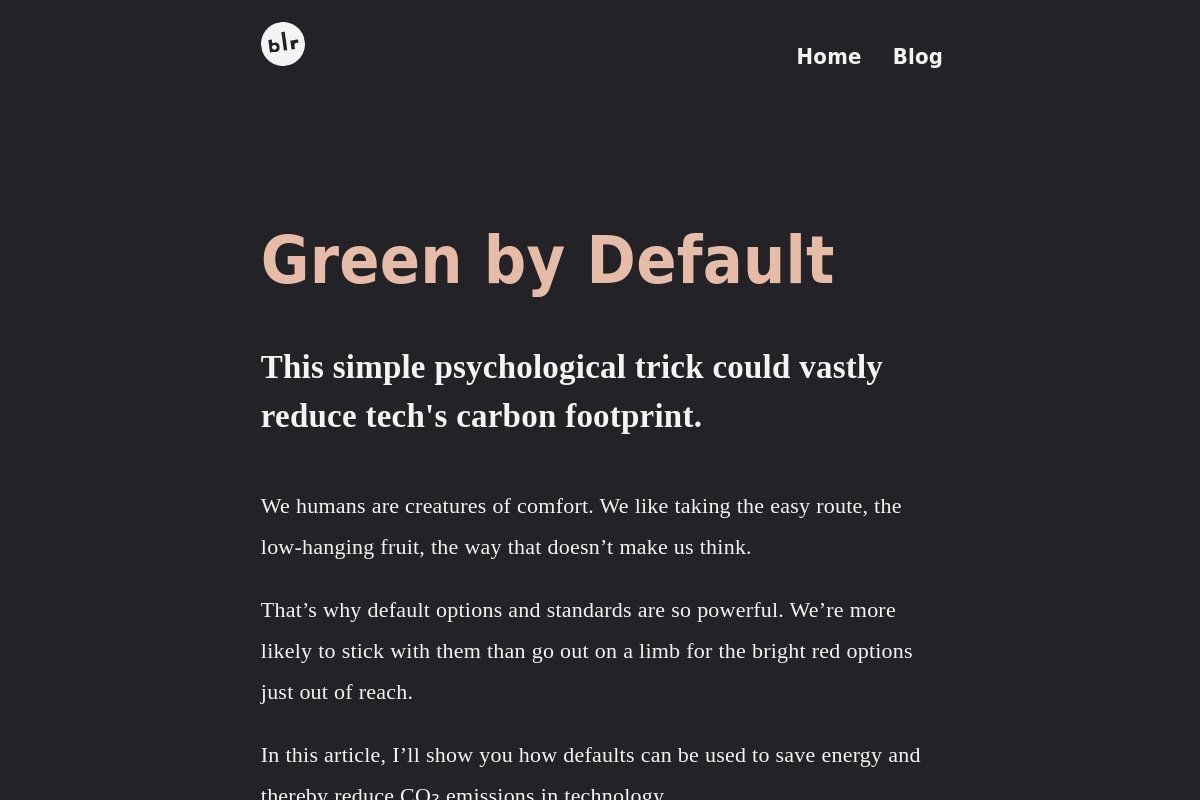 blr
Home Blog
Green by Default
This simple psychological trick could vastly
reduce tech's carbon footprint.
We humans are creatures of comfort. We like taking the easy route, the
low-hanging fruit, the way that doesn’t make us think.
That’s why default options and standards are so powerful. We’re more
likely to stick with them than go out on a limb for the bright red options
just out of reach.
In this article, I’ll show you how defaults can be used to save energy and
thereby reduce CO₂ emissions in technology.